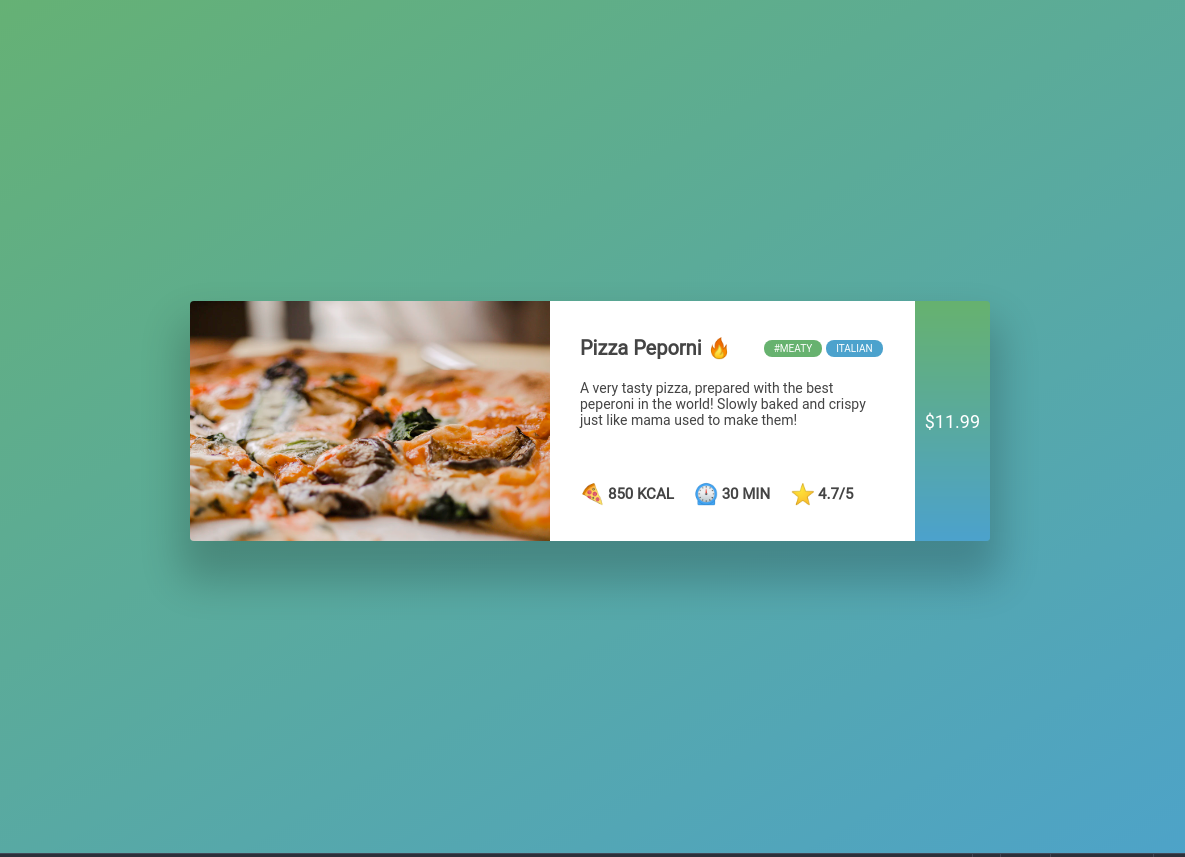 Pizza Peporni 🔥 #MEATY ITALIAN
A very tasty pizza, prepared with the best
peperoni in the world! Slowly baked and crispy
just like mama used to make them!
$11.99
🍕 850 KCAL ⏲ 30 MIN ⭐ 4.7/5